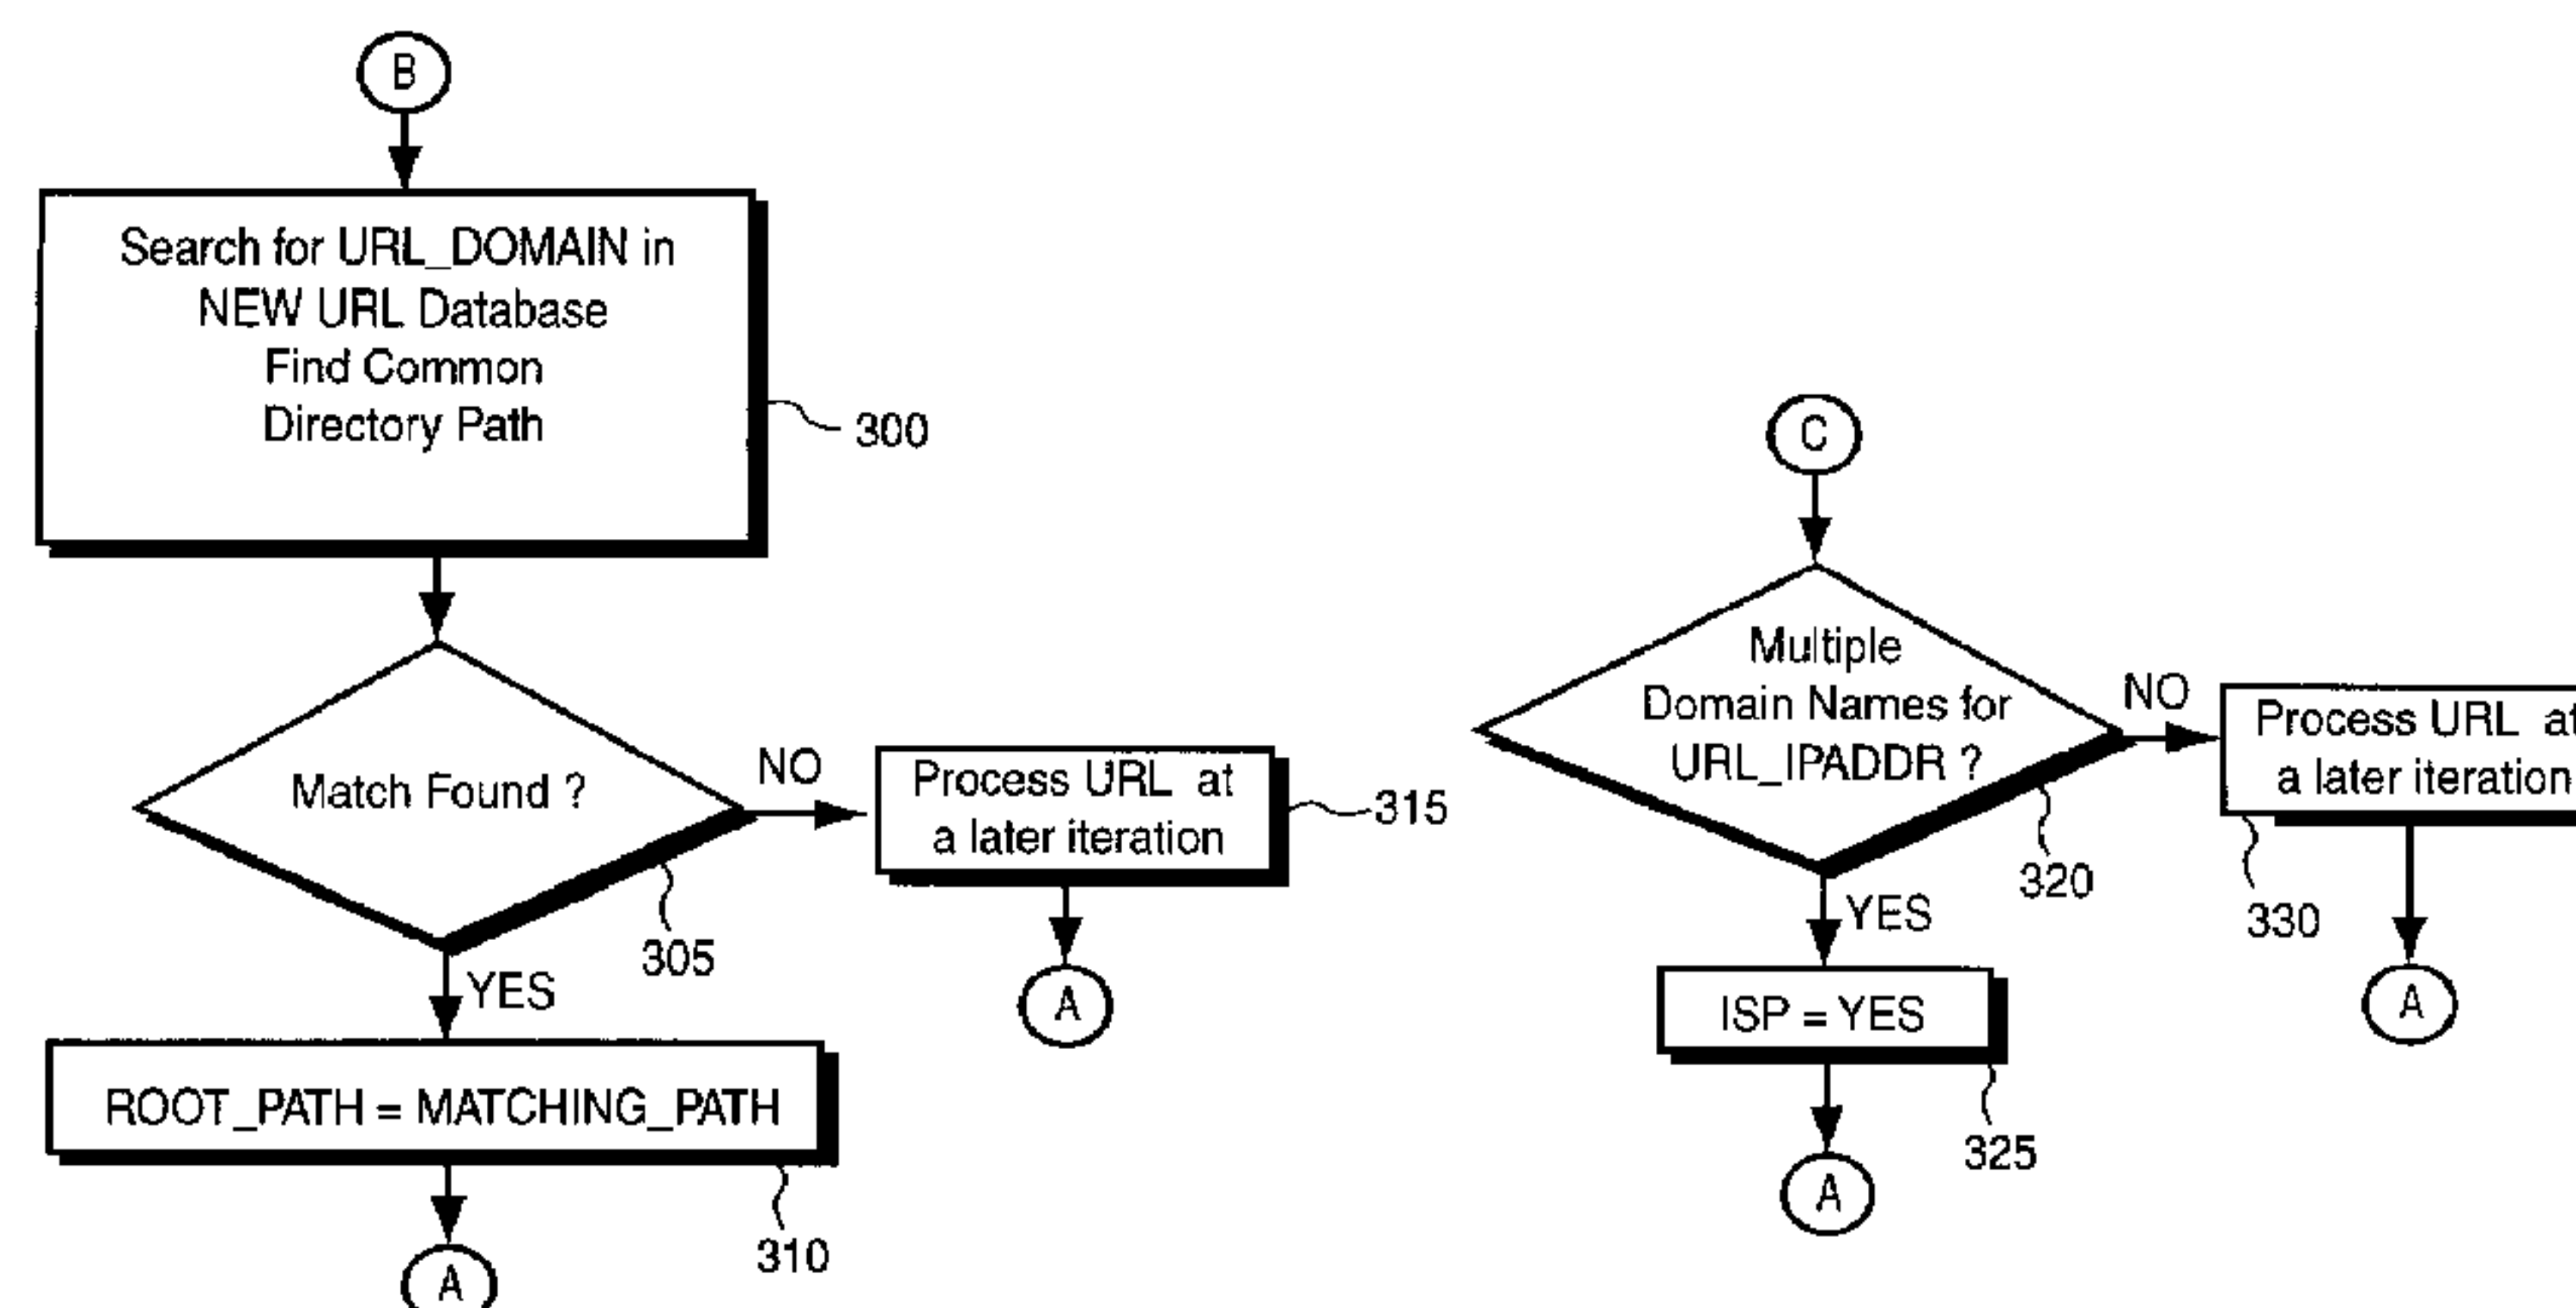 B
Search for URL_DOMAIN in
NEW URL Database
Find Common
Directory Path
300
Match Found ?
NO
Process URL at
a later iteration
315
A
305
YES
ROOT_PATH = MATCHING_PATH
310
A
C
Multiple
Domain Names for
URL_IPADDR ?
NO
Process URL at
a later iteration
320
330
A
YES
ISP = YES
325
A